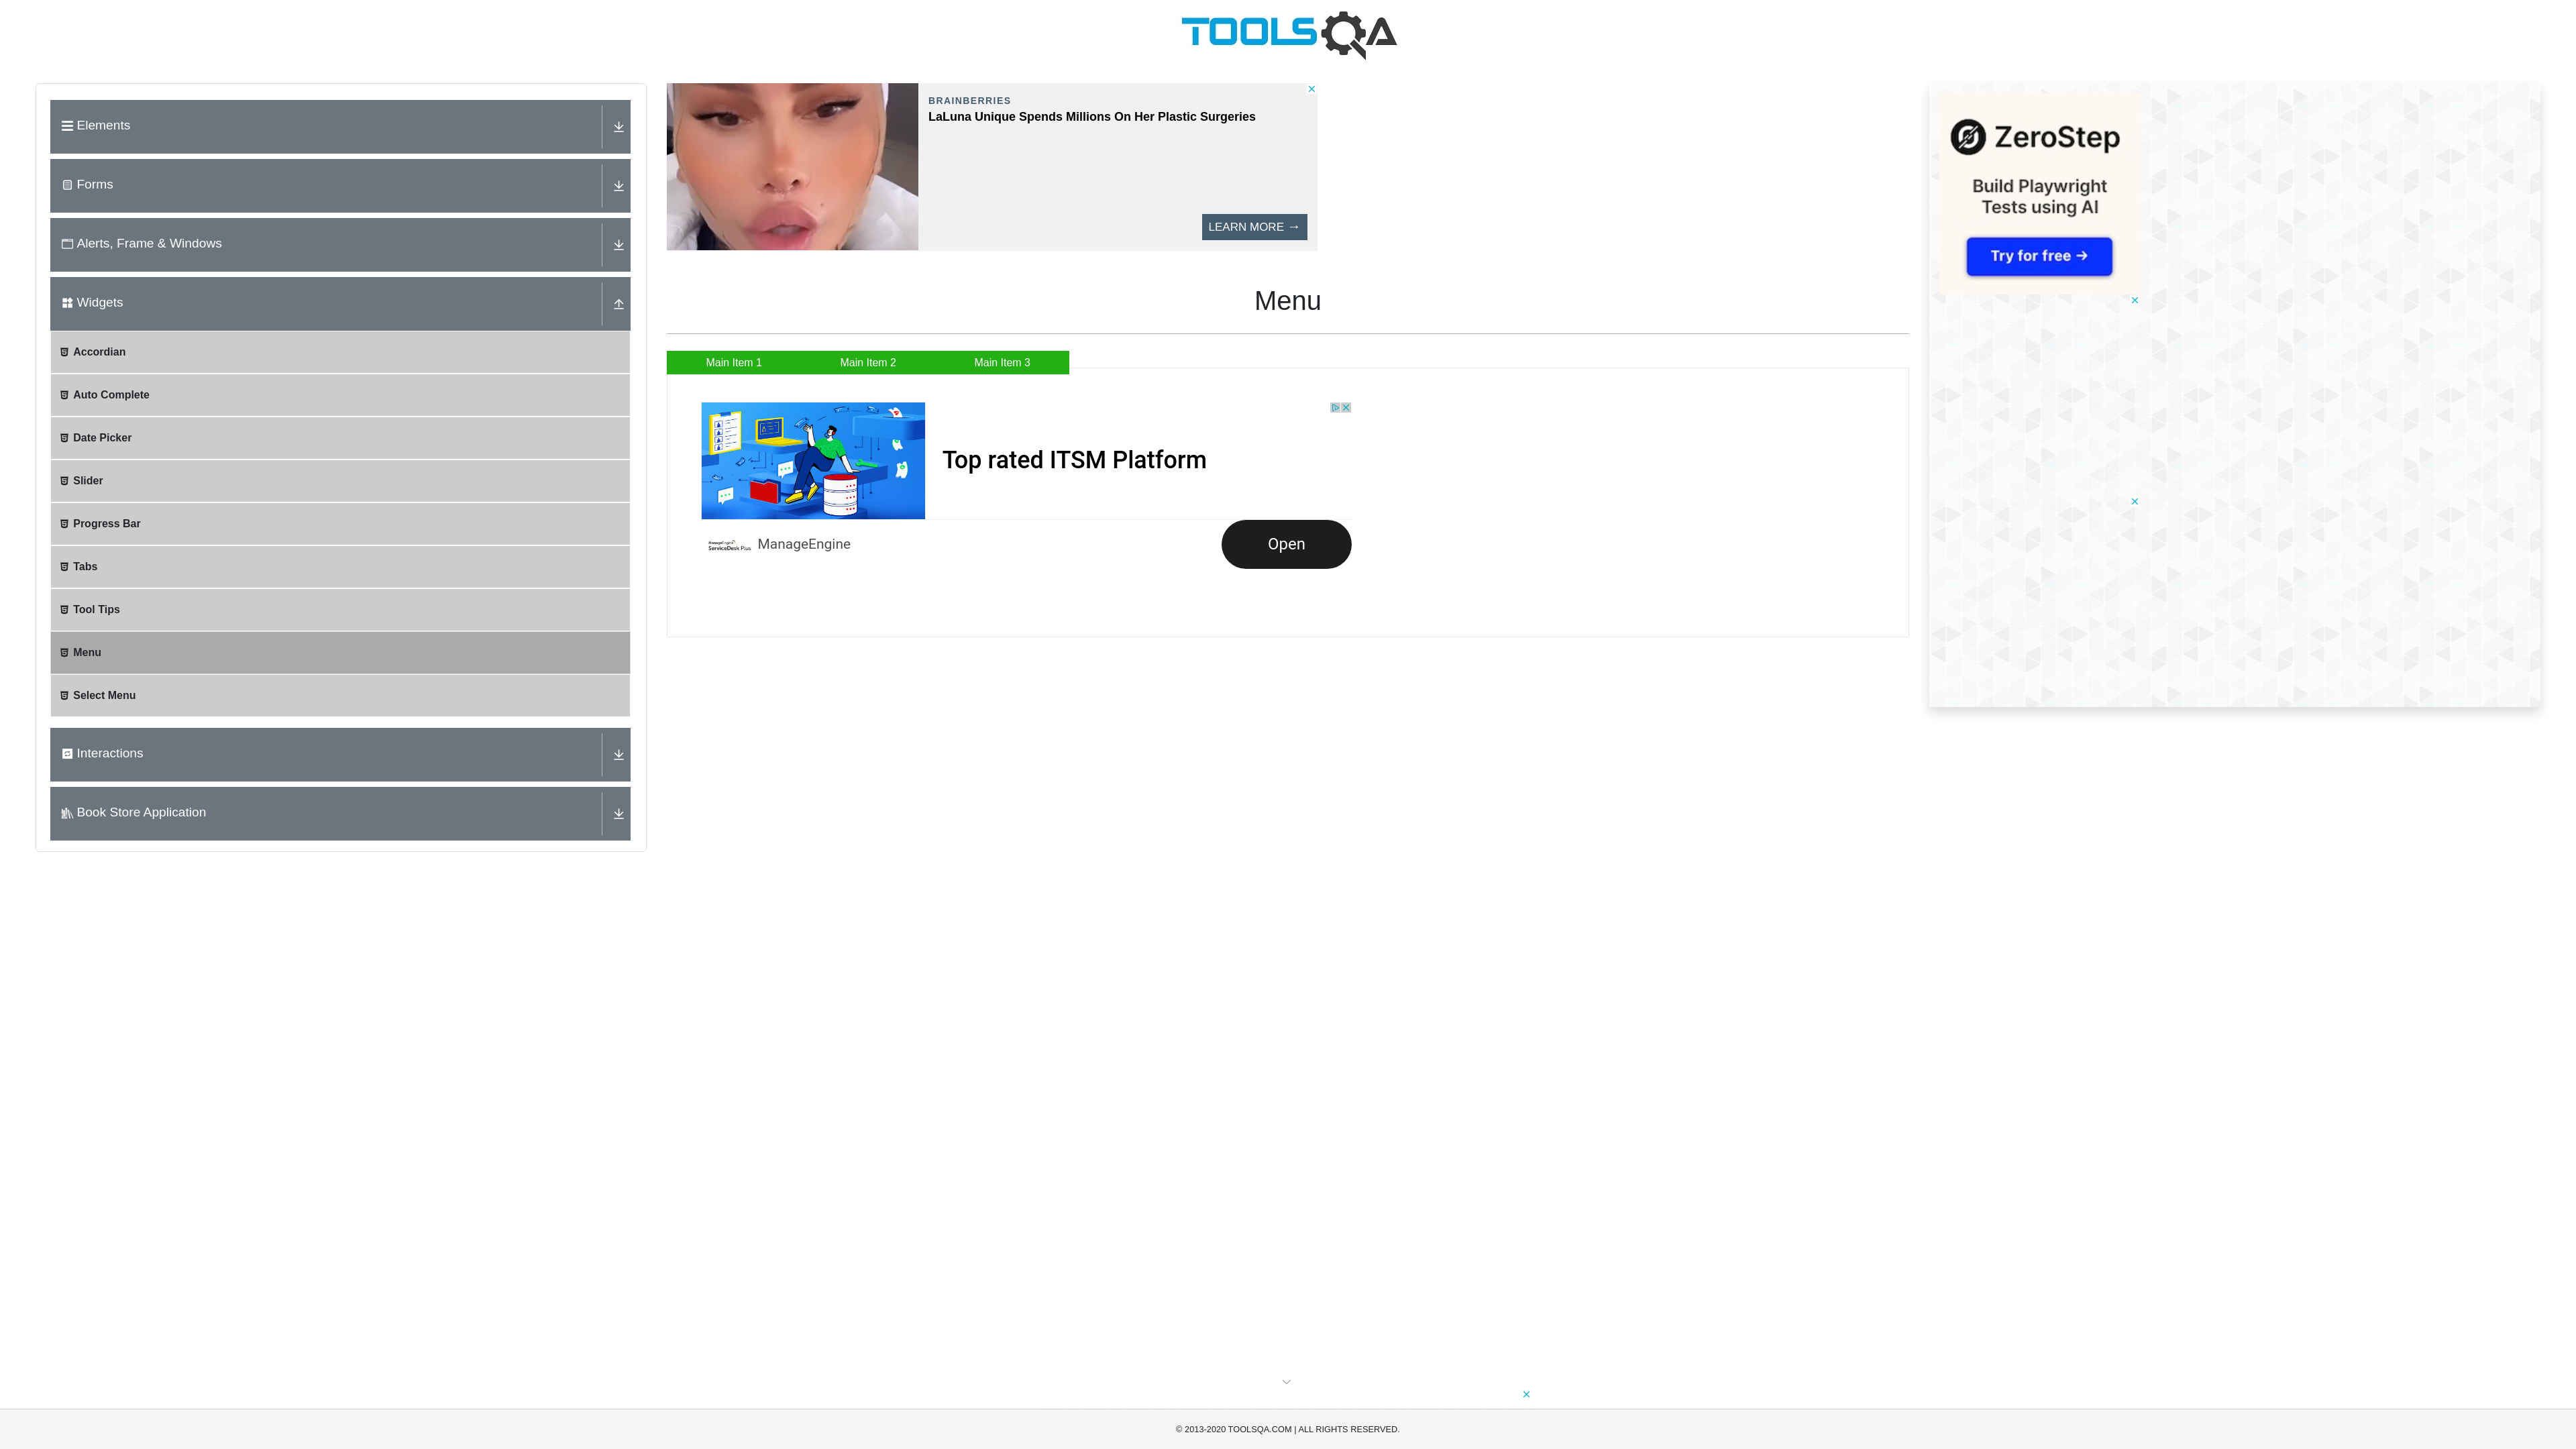 TOOLSQA
Elements
Forms
Alerts, Frame & Windows
Widgets
Accordian
Auto Complete
Date Picker
Slider
Progress Bar
Tabs
Tool Tips
Menu
Select Menu
Interactions
Book Store Application
BRAINBERRIES
LaLuna Unique Spends Millions On Her Plastic Surgeries
LEARN MORE →
Menu
Main Item 1
Main Item 2
Main Item 3
Top rated ITSM Platform
ManageEngine
ServiceDesk Plus
ManageEngine
Open
ZeroStep
Build Playwright
Tests using AI
Try for free →
© 2013-2020 TOOLSQA.COM | ALL RIGHTS RESERVED.